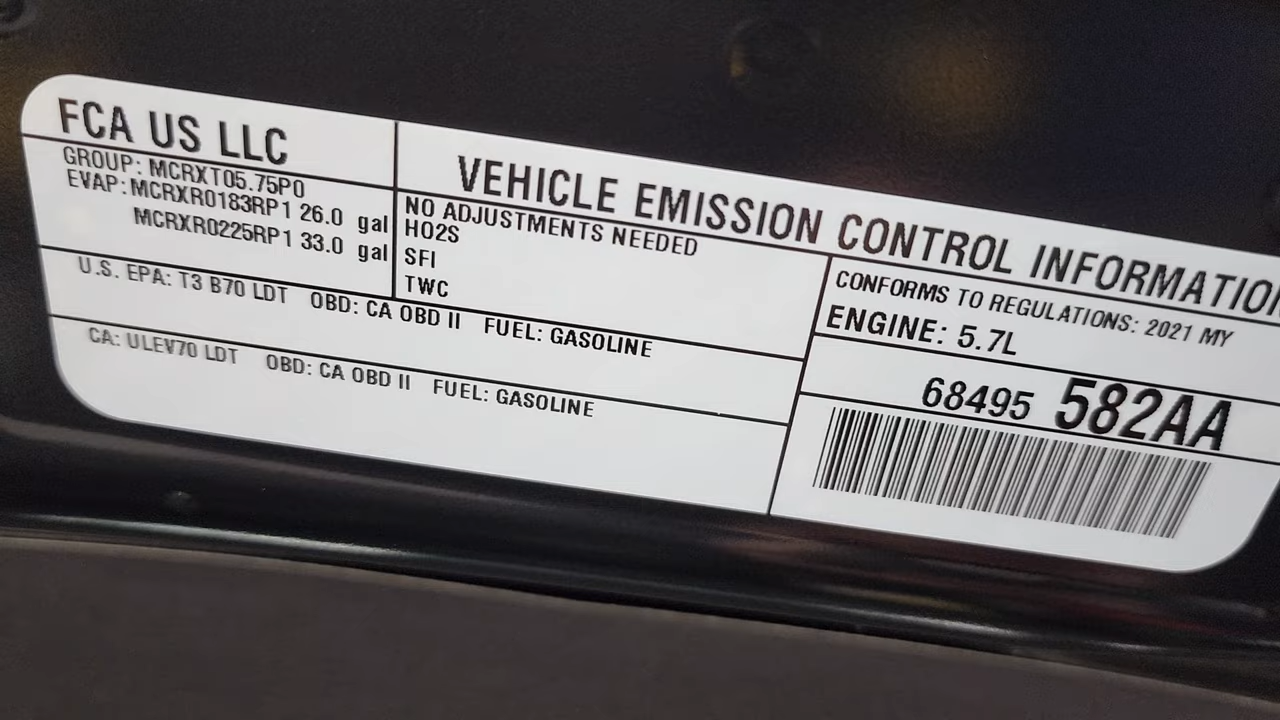 FCA US LLC
GROUP: MCRXT05.75P0
EVAP: MCRXR0183RP1 26.0 gal
MCRXR0225RP1 33.0 gal
VEHICLE EMISSION CONTROL INFORMATION
NO ADJUSTMENTS NEEDED
HO2S
SFI
TWC
U.S. EPA: T3 B70 LDT OBD: CA OBD II FUEL: GASOLINE
CA: ULEV70 LDT OBD: CA OBD II FUEL: GASOLINE
CONFORMS TO REGULATIONS: 2021 MY
ENGINE: 5.7L
68495 582AA